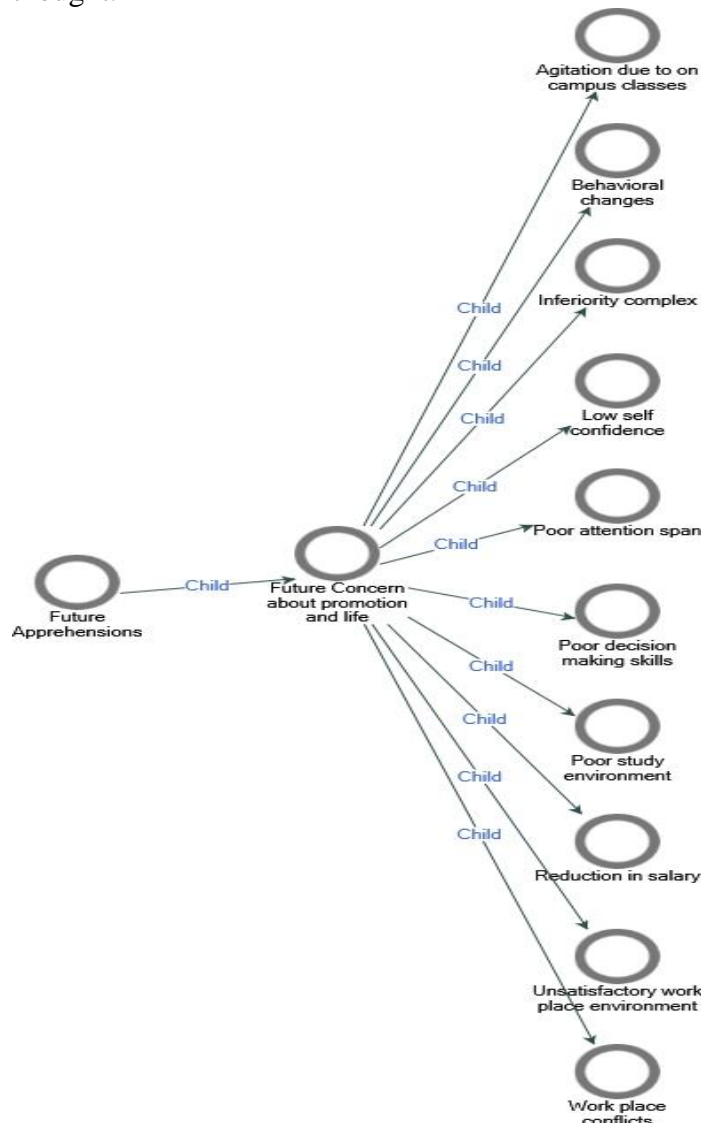 Agitation due to on
campus classes
Behavioral
changes
Inferiority complex
Child
Child
Low self
confidence
Child
Child
Poor attention span
Child
Future Concern
about promotion
and life
Child
Future
Apprehensions
Child
Poor decision
making skills
Child
Poor study
environment
Child
Child
Reduction in salary
Child
Unsatisfactory work
place environment
Work place
conflicts